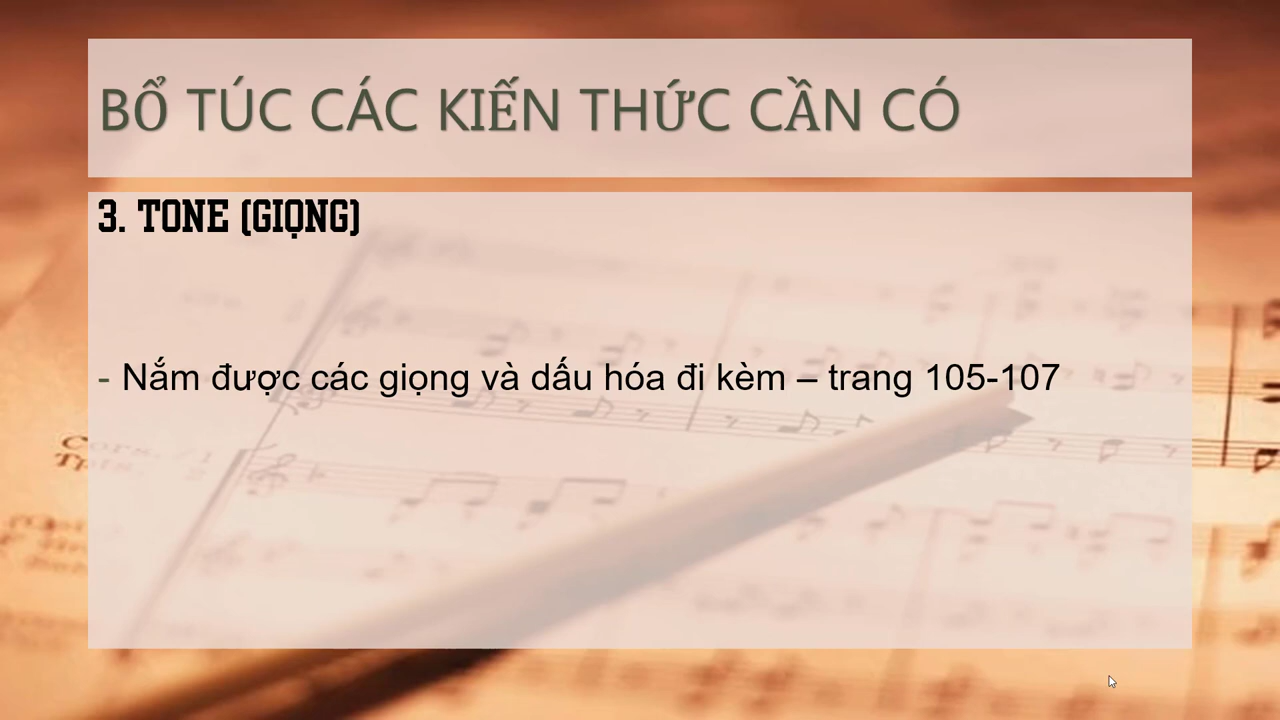 BỔ TÚC CÁC KIẾN THỨC CẦN CÓ
3. TONE (GIỌNG)
- Nắm được các giọng và dấu hóa đi kèm – trang 105-107